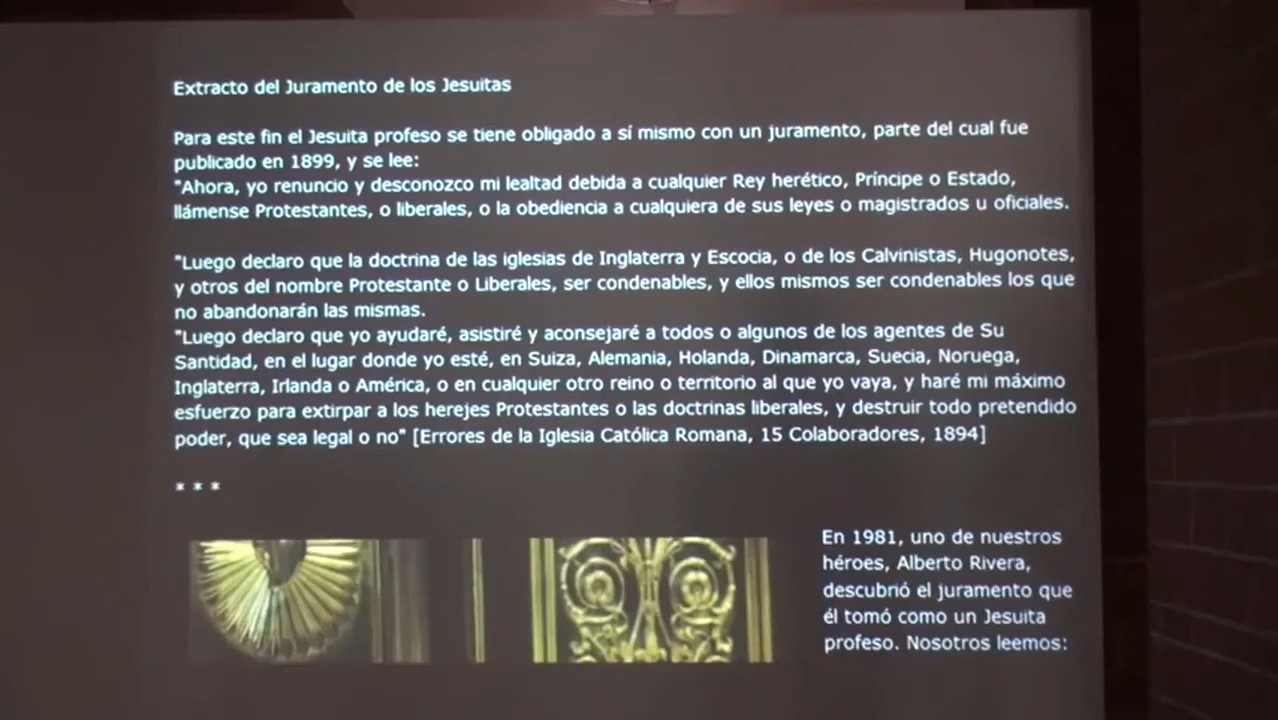 Extracto del Juramento de los Jesuitas
Para este fin el Jesuita profeso se tiene obligado a sí mismo con un juramento, parte del cual fue
publicado en 1899, y se lee:
"Ahora, yo renuncio y desconozco mi lealtad debida a cualquier Rey herético, Príncipe o Estado,
llámense Protestantes, o liberales, o la obediencia a cualquiera de sus leyes o magistrados u oficiales.
"Luego declaro que la doctrina de las iglesias de Inglaterra y Escocia, o de los Calvinistas, Hugonotes,
y otros del nombre Protestante o Liberales, ser condenables, y ellos mismos ser condenables los que
no abandonarán las mismas.
"Luego declaro que yo ayudaré, asistiré y aconsejaré a todos o algunos de los agentes de Su
Santidad, en el lugar donde yo esté, en Suiza, Alemania, Holanda, Dinamarca, Suecia, Noruega,
Inglaterra, Irlanda o América, o en cualquier otro reino o territorio al que yo vaya, y haré mi máximo
esfuerzo para extirpar a los herejes Protestantes o las doctrinas liberales, y destruir todo pretendido
poder, que sea legal o no" [Errores de la Iglesia Católica Romana, 15 Colaboradores, 1894]
* * *
En 1981, uno de nuestros
héroes, Alberto Rivera,
descubrió el juramento que
él tomó como un Jesuita
profeso. Nosotros leemos: